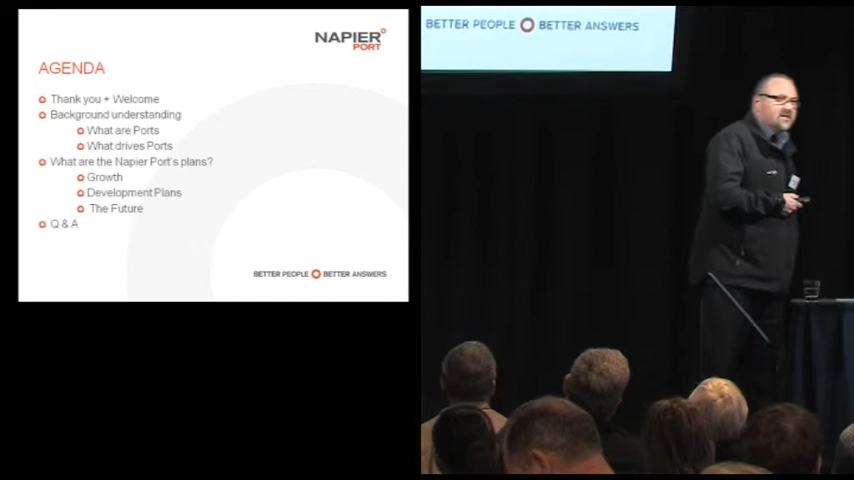 NAPIER
PORT
AGENDA
Thank you + Welcome
Background understanding
What are Ports
What drives Ports
What are the Napier Port's plans?
Growth
Development Plans
The Future
Q & A
BETTER PEOPLE BETTER ANSWERS
BETTER PEOPLE BETTER ANSWERS